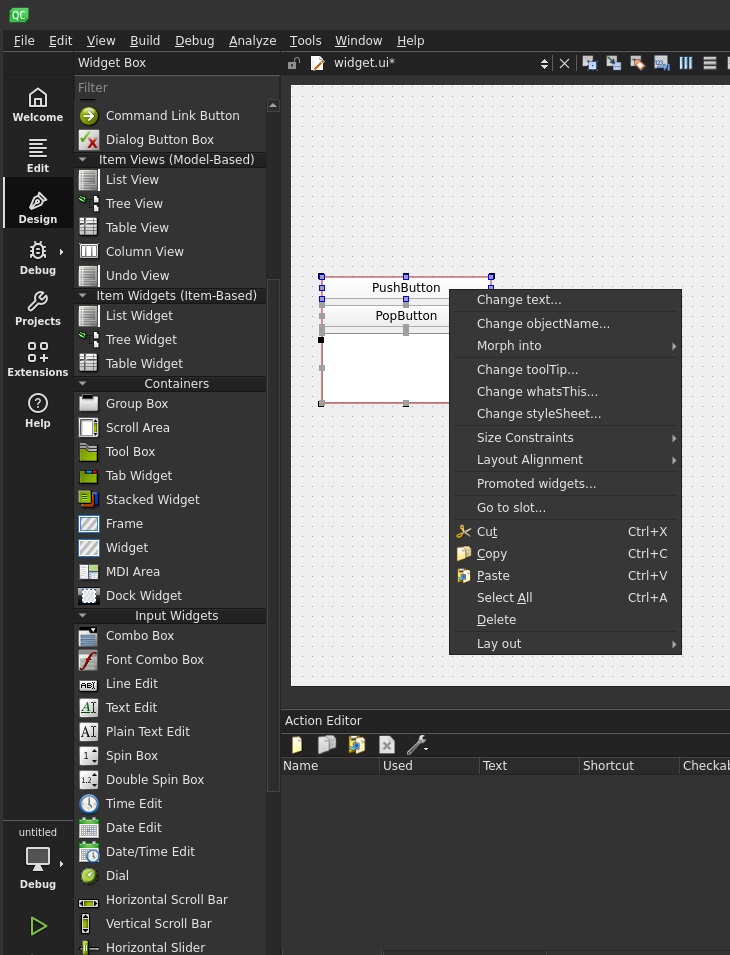 QC
File Edit View Build Debug Analyze Tools Window Help
Widget Box
widget.ui*
Filter
Welcome
Edit
Design
Debug
Projects
Extensions
Help
untitled
Debug
Command Link Button
Dialog Button Box
Item Views (Model-Based)
List View
Tree View
Table View
Column View
Undo View
Item Widgets (Item-Based)
List Widget
Tree Widget
Table Widget
Containers
Group Box
Scroll Area
Tool Box
Tab Widget
Stacked Widget
Frame
Widget
MDI Area
Dock Widget
Input Widgets
Combo Box
Font Combo Box
Line Edit
Text Edit
Plain Text Edit
Spin Box
Double Spin Box
Time Edit
Date Edit
Date/Time Edit
Dial
Horizontal Scroll Bar
Vertical Scroll Bar
Horizontal Slider
PushButton
PopButton
Change text...
Change objectName...
Morph into
Change toolTip...
Change whatsThis...
Change styleSheet...
Size Constraints
Layout Alignment
Promoted widgets...
Go to slot...
Cut Ctrl+X
Copy Ctrl+C
Paste Ctrl+V
Select All Ctrl+A
Delete
Lay out
Action Editor
Name Used Text Shortcut Checkab